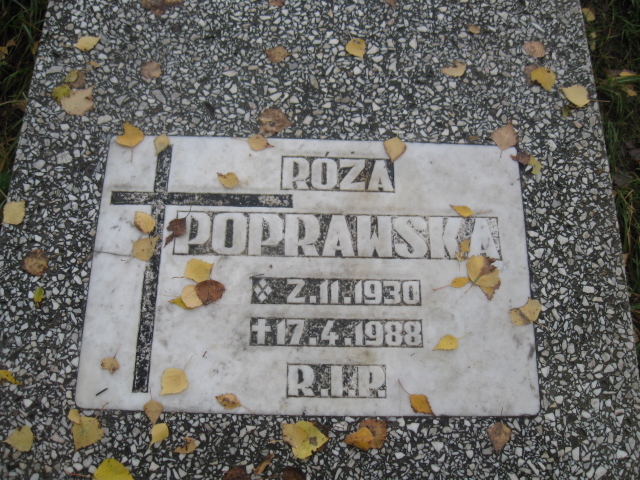 RÓZA
POPRAWSKA
2.11.1930
✝17.4.1988
R.I.P.